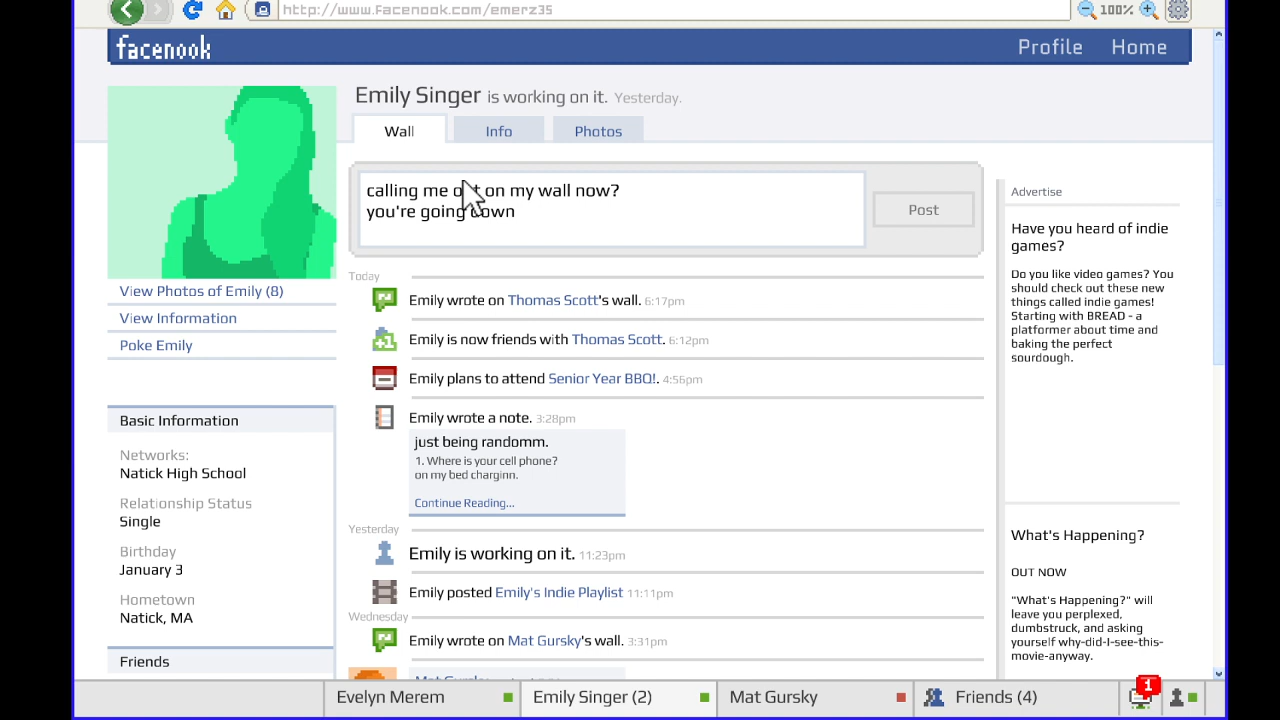 http://www.facenook.com/emerz35
100%
facenook
Profile
Home
Emily Singer is working on it. Yesterday.
Wall
Info
Photos
calling me out on my wall now?
you're going down
Post
View Photos of Emily (8)
View Information
Poke Emily
Basic Information
Networks:
Natick High School
Relationship Status
Single
Birthday
January 3
Hometown
Natick, MA
Friends
Today
Emily wrote on Thomas Scott's wall. 6:17pm
Emily is now friends with Thomas Scott. 6:12pm
Emily plans to attend Senior Year BBQ!. 4:56pm
Emily wrote a note. 3:28pm
just being randomm.
1. Where is your cell phone?
on my bed charginn.
Continue Reading...
Yesterday
Emily is working on it. 11:23pm
Emily posted Emily's Indie Playlist 11:11pm
Wednesday
Emily wrote on Mat Gursky's wall. 3:31pm
Advertise
Have you heard of indie
games?
Do you like video games? You
should check out these new
things called indie games!
Starting with BREAD - a
platformer about time and
baking the perfect
sourdough.
What's Happening?
OUT NOW
"What's Happening?" will
leave you perplexed,
dumbstruck, and asking
yourself why-did-I-see-this-
movie-anyway.
Evelyn Merem
Emily Singer (2)
Mat Gursky
Friends (4)
1